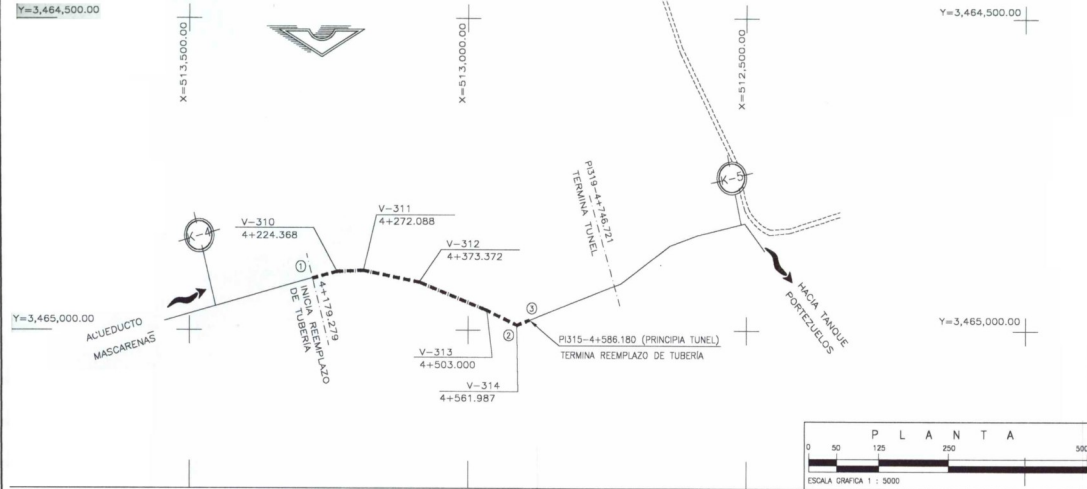 Y=3,464,500.00
Y=3,464,500.00
X=513,500.00
X=513,000.00
X=512,500.00
K-5
PI319-4+746.721
TERMINA TUNEL
V-311
4+272.088
V-310
4+224.368
K-4
V-312
4+373.372
1
4+179.279
INICIA REEMPLAZO
DE TUBERÍA
HACIA TANQUE
PORTEZUELOS
Y=3,465,000.00
Y=3,465,000.00
ACUEDUCTO
MASCAREÑAS
3
2
PI315-4+586.180 (PRINCIPIA TUNEL)
TERMINA REEMPLAZO DE TUBERÍA
V-313
4+503.000
V-314
4+561.987
P L A N T A
0 50 125 250 500
ESCALA GRAFICA 1 : 5000